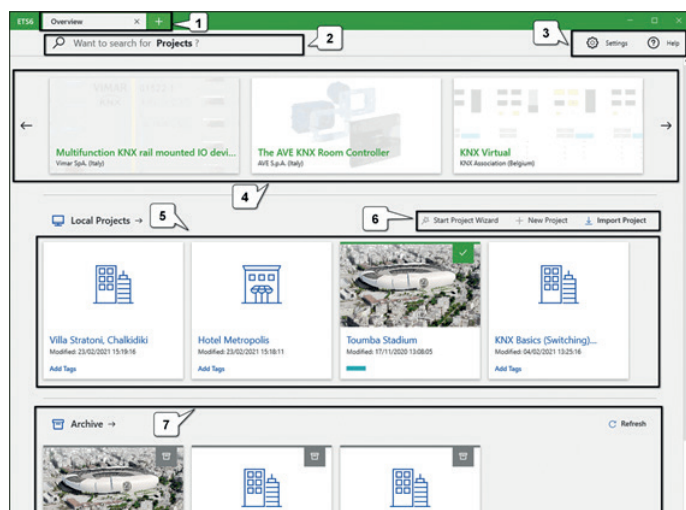 ETS6 Overview × +
1
Want to search for Projects ?
2
3
Settings
Help
Multifunction KNX rail mounted IO devi...
Vimar SpA. (Italy)
The AVE KNX Room Controller
AVE S.p.A. (Italy)
KNX Virtual
KNX Association (Belgium)
4
Local Projects →
5
6
Start Project Wizard
+ New Project
Import Project
Villa Stratoni, Chalkidiki
Modified: 23/02/2021 15:19:16
Add Tags
Hotel Metropolis
Modified: 23/02/2021 15:18:11
Add Tags
Toumba Stadium
Modified: 17/11/2020 13:08:05
KNX Basics (Switching)...
Modified: 04/02/2021 13:25:16
Add Tags
Archive →
7
Refresh